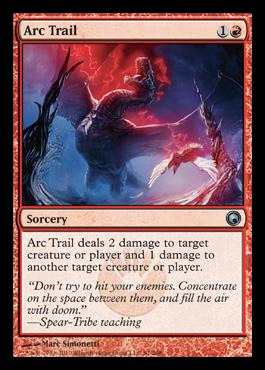 Arc Trail 1
Sorcery
Arc Trail deals 2 damage to target
creature or player and 1 damage to
another target creature or player.
“Don’t try to hit your enemies. Concentrate
on the space between them, and fill the air
with doom.”
—Spear-Tribe teaching
Marc Simonetti